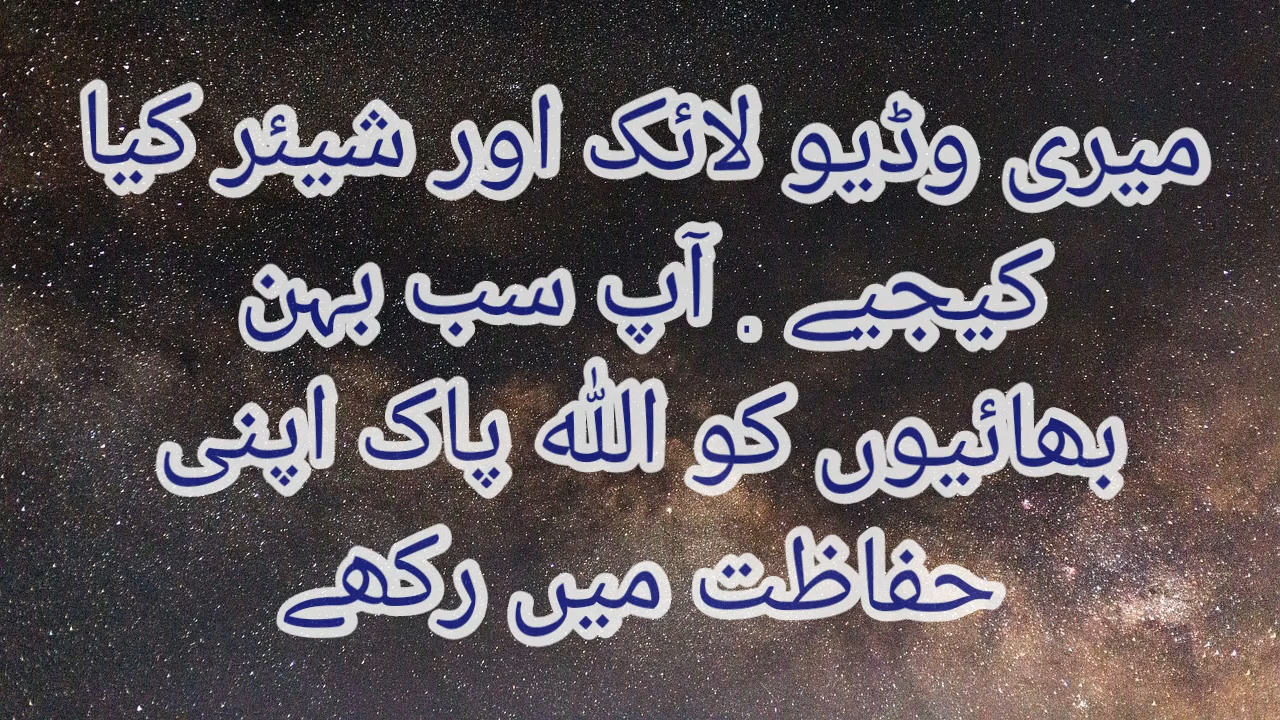 میری وڈیو لائک اور شیئر کیا
کیجیے . آپ سب بہن
بھائیوں کو اللہ پاک اپنی
حفاظت میں رکھے